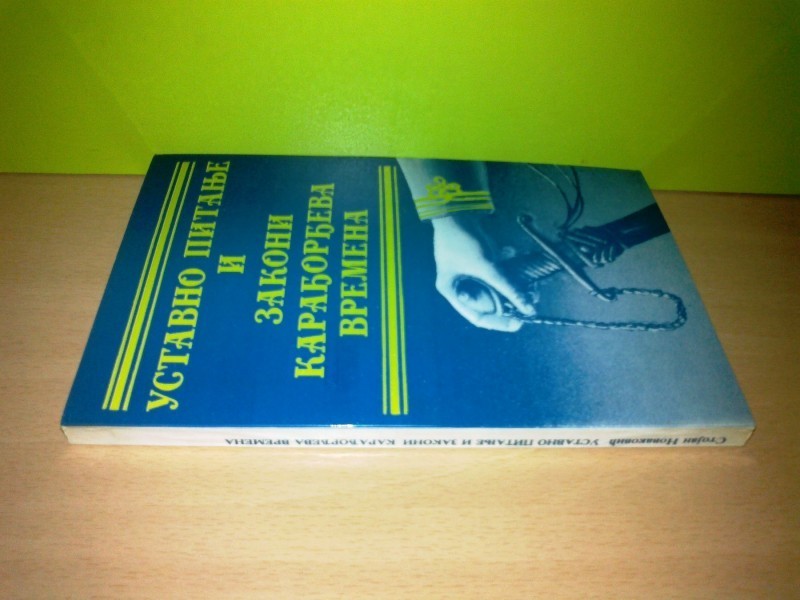 УСТАВНО ПИТАЊЕ
И
ЗАКОНИ
КАРАЂОРЂЕВА
ВРЕМЕНА
Стојан Новаковић УСТАВНО ПИТАЊЕ И ЗАКОНИ КАРАЂОРЂЕВА ВРЕМЕНА